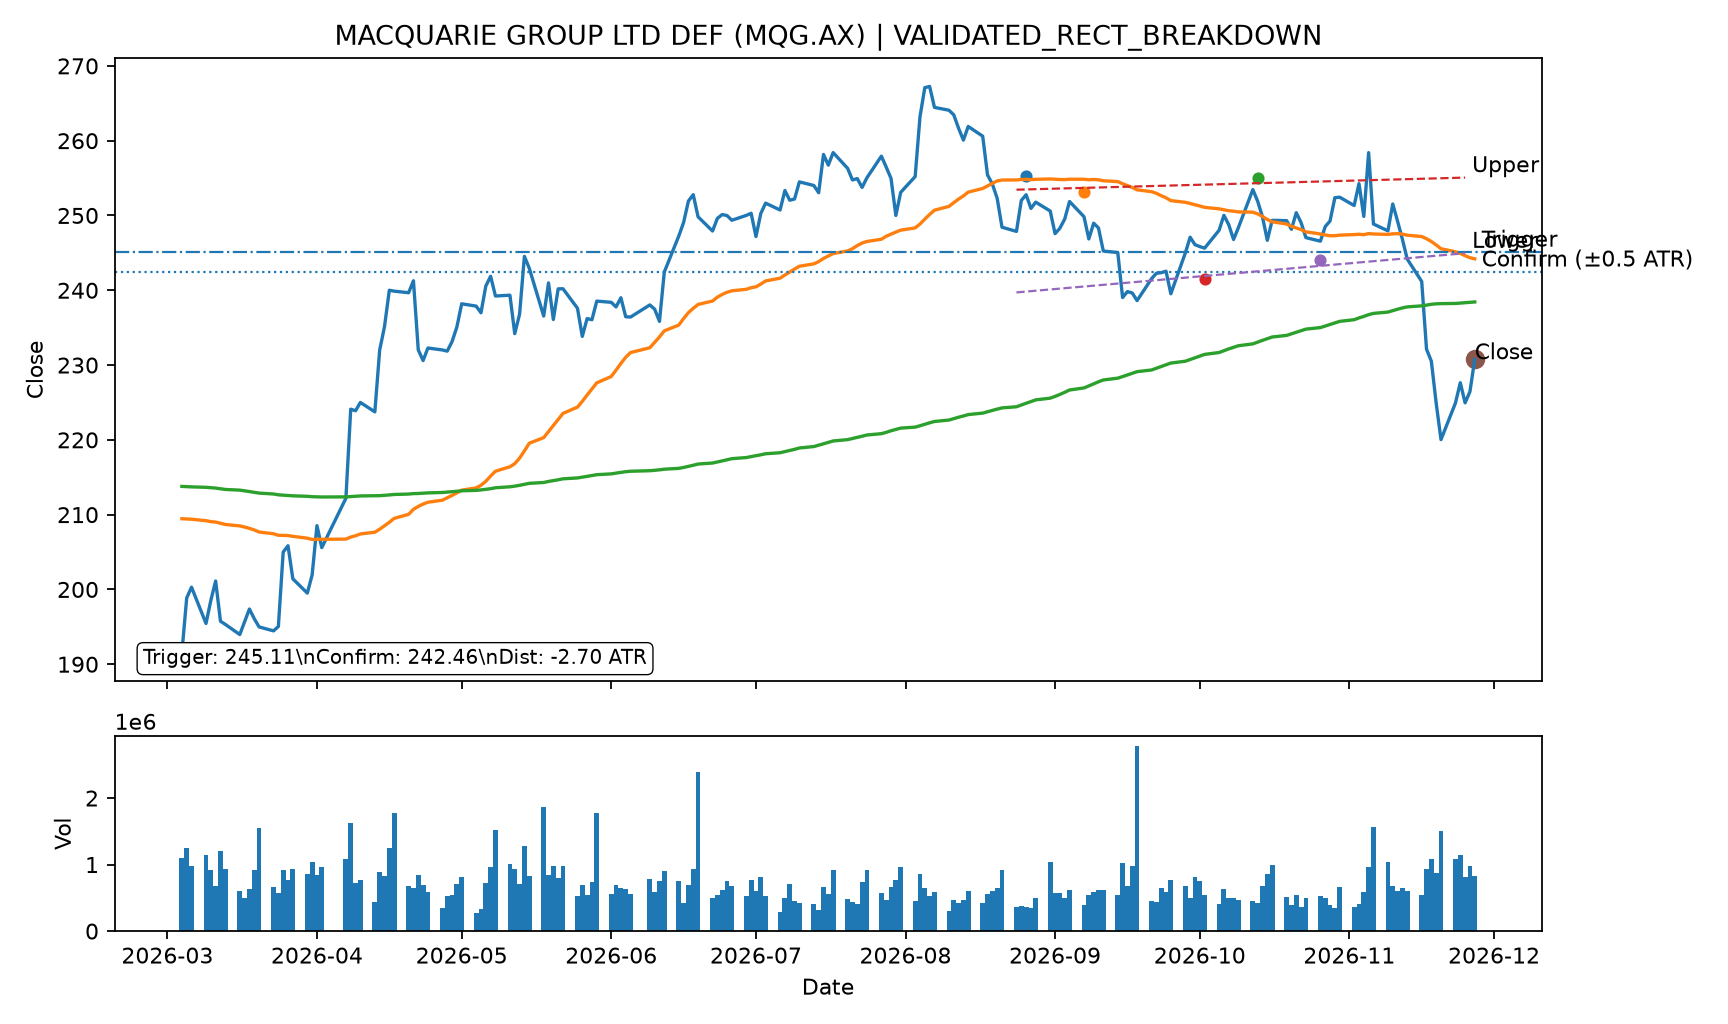 MACQUARIE GROUP LTD DEF (MQG.AX) | VALIDATED_RECT_BREAKDOWN
270
260
250
240
230
220
210
200
190
Close
Upper
Lower
Trigger
Confirm (±0.5 ATR)
Close
Trigger: 245.11\nConfirm: 242.46\nDist: -2.70 ATR
1e6
2
1
0
Vol
2026-03
2026-04
2026-05
2026-06
2026-07
2026-08
2026-09
2026-10
2026-11
2026-12
Date